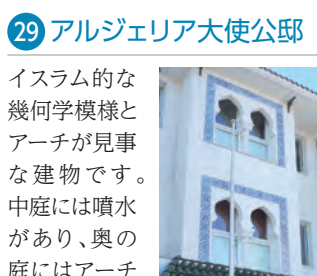 29 アルジェリア大使公邸
イスラム的な
幾何学模様と
アーチが見事
な建物です。
中庭には噴水
があり、奥の
庭にはアーチ